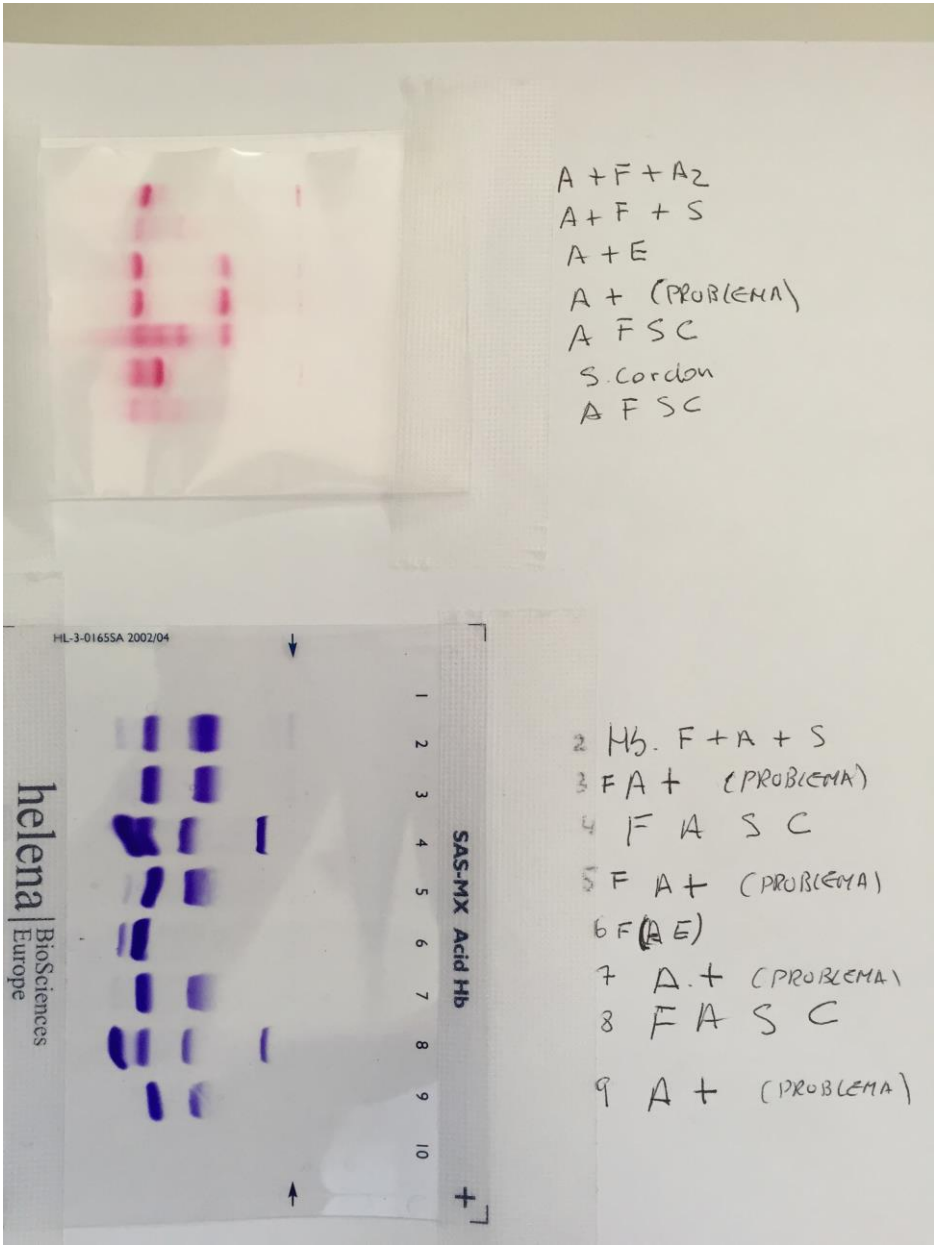 A + F + A2
A + F + S
A + E
A + (PROBLEMA)
A F S C
S. Cordon
A F S C
HL-3-0165SA 2002/04
1
2
3
4
5
6
7
8
9
10
SAS-MX Acid Hb
+
helena
BioSciences
Europe
2 Hb. F + A + S
3 F A + (PROBLEMA)
4 F A S C
5 F A + (PROBLEMA)
6 F (A E)
7 A. + (PROBLEMA)
8 F A S C
9 A + (PROBLEMA)